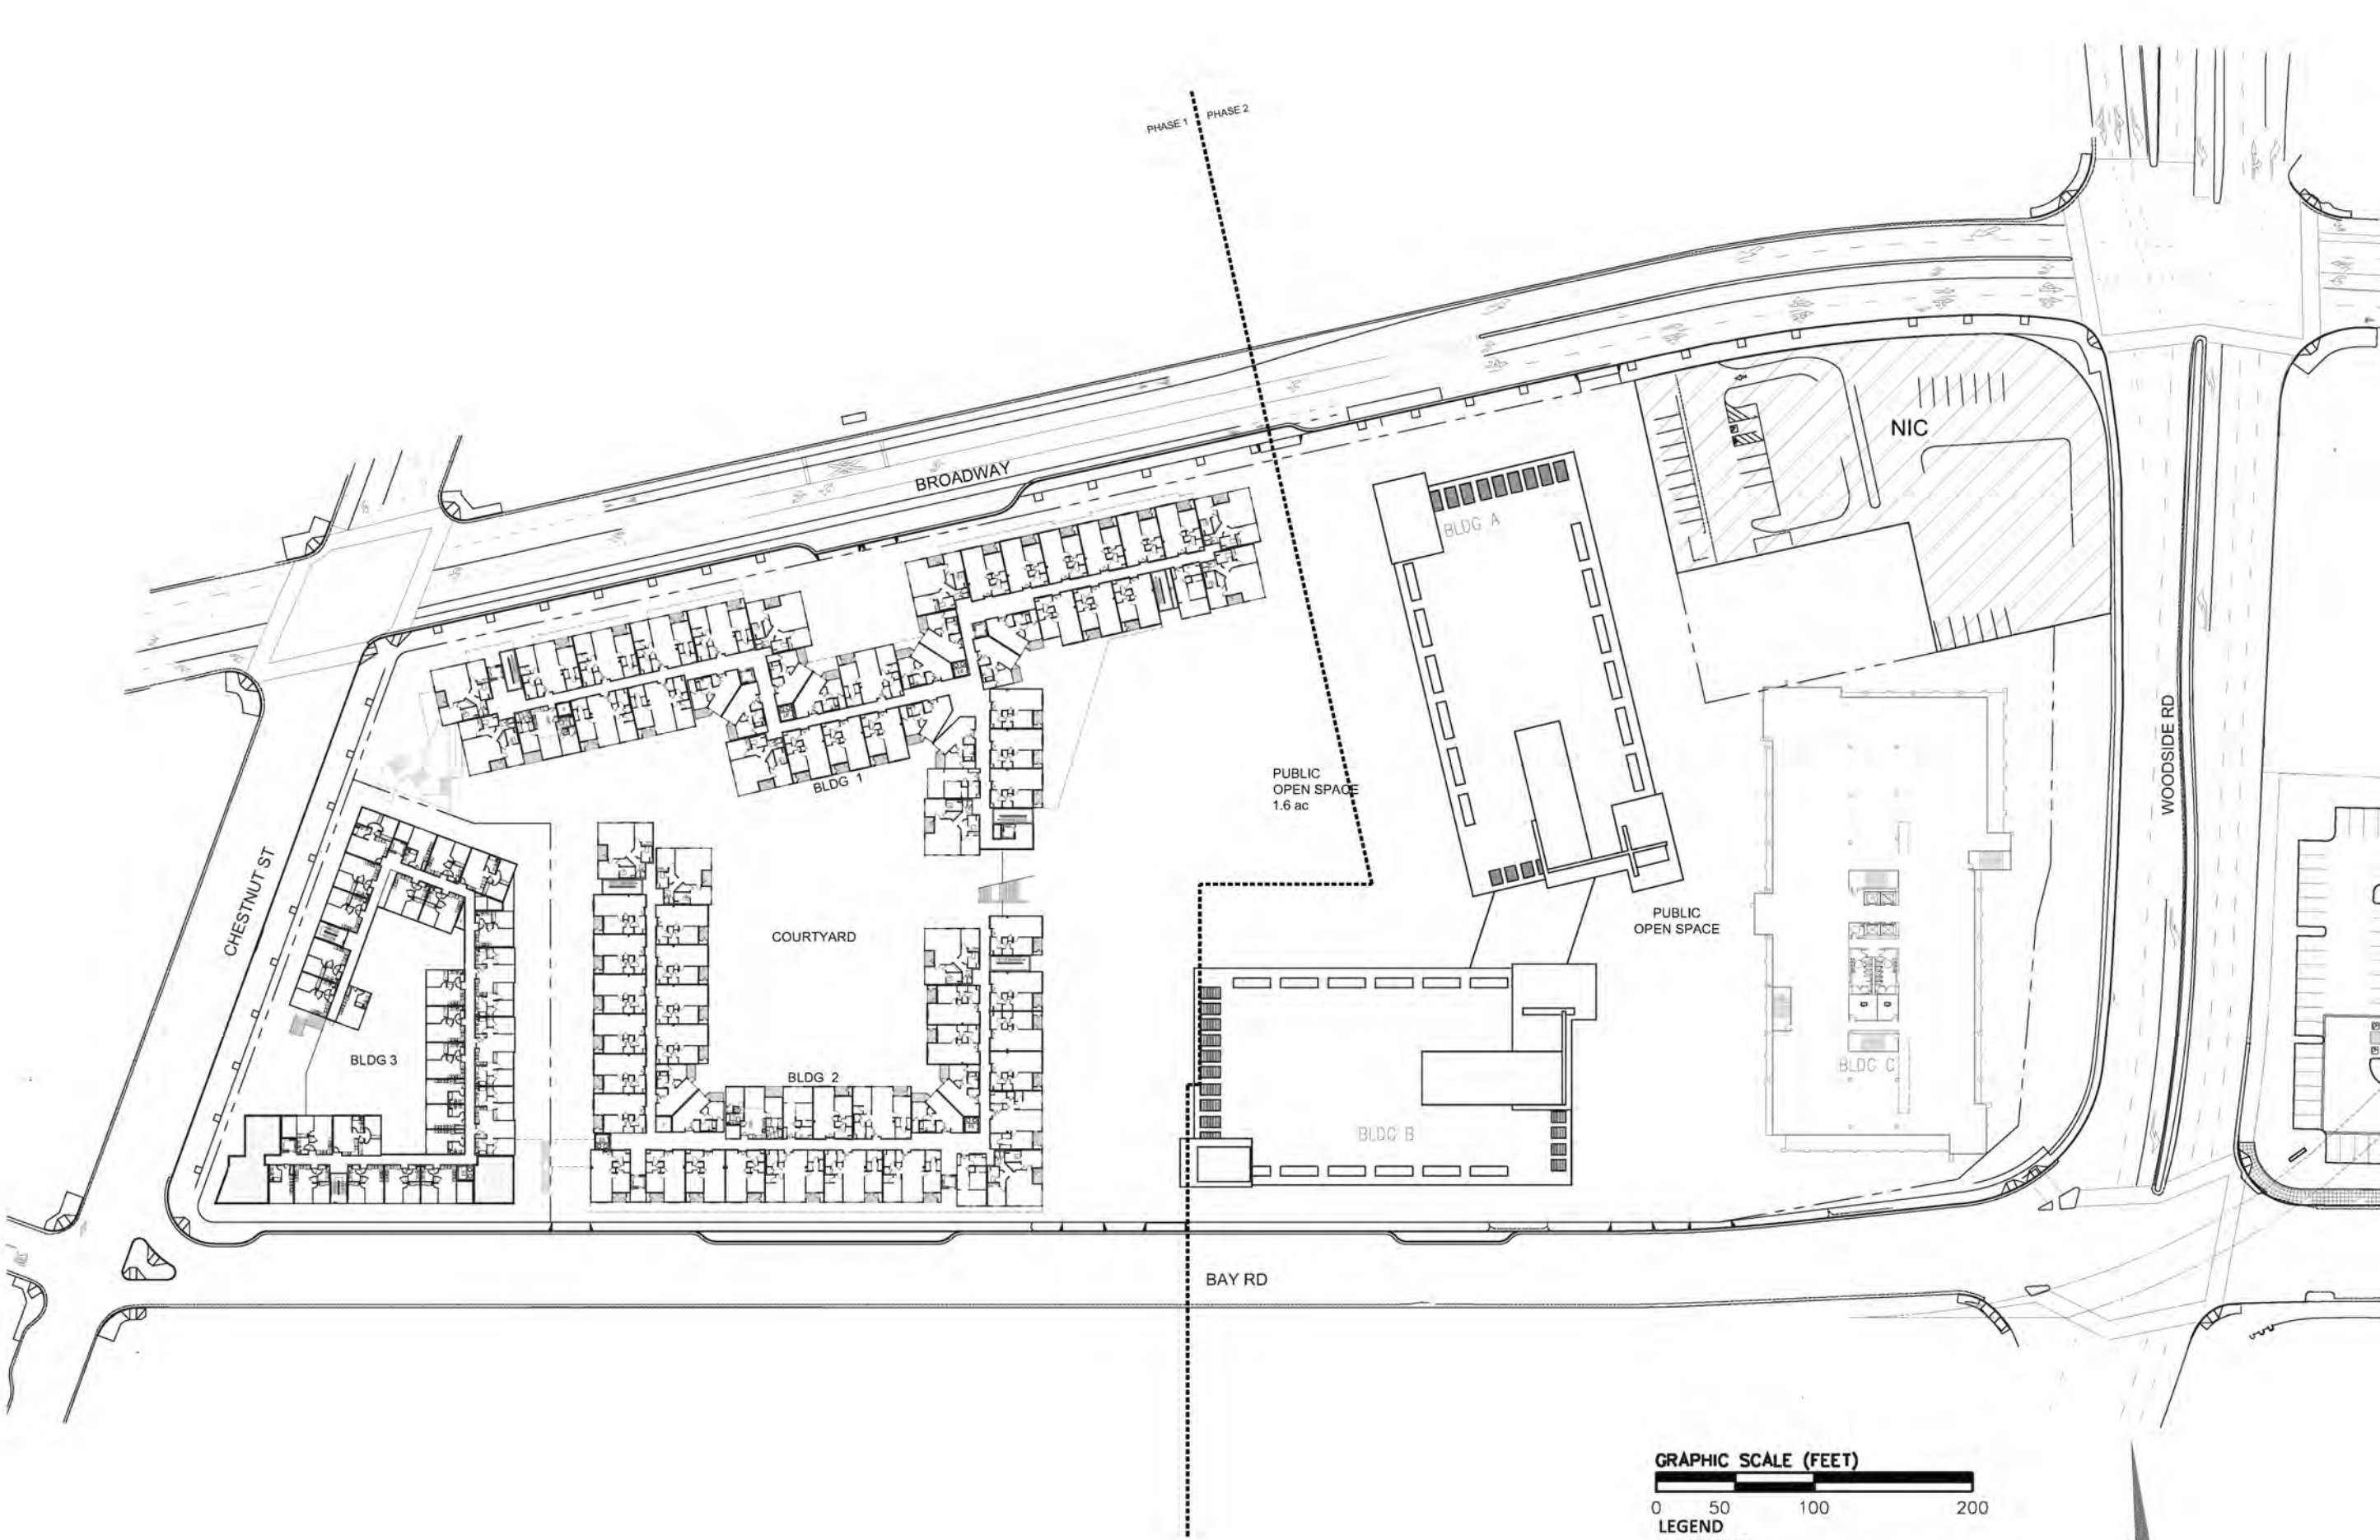 PHASE 1
PHASE 2
BROADWAY
NIC
BLDG A
WOODSIDE RD
BLDG 1
PUBLIC
OPEN SPACE
1.6 ac
CHESTNUT ST
COURTYARD
PUBLIC
OPEN SPACE
BLDG 3
BLDG 2
BLDG C
BLDG B
BAY RD
GRAPHIC SCALE (FEET)
0 50 100 200
LEGEND